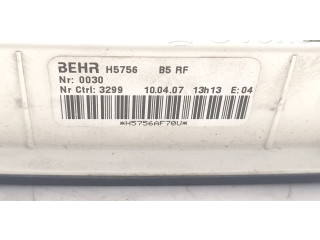 BEHR H5756 B5 RF
Nr: 0030
Nr Ctrl: 3299 10.04.07 13h13 E:04
*H5756AF70U*